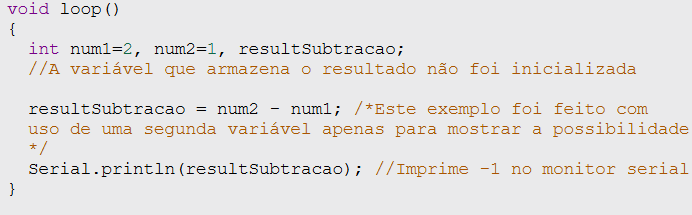 void loop()
{
int num1=2, num2=1, resultSubtracao;
//A variável que armazena o resultado não foi inicializada
resultSubtracao = num2 - num1; /*Este exemplo foi feito com
uso de uma segunda variável apenas para mostrar a possibilidade
*/
Serial.println(resultSubtracao); //Imprime -1 no monitor serial
}